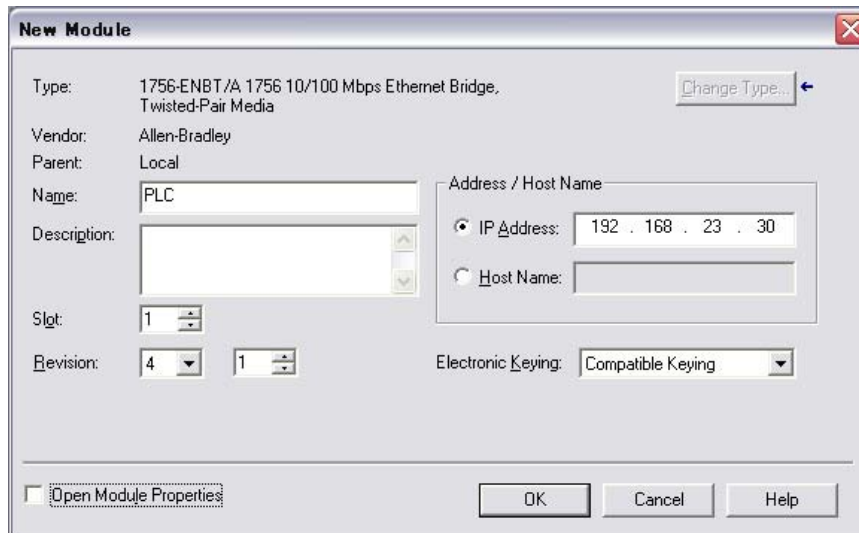 New Module
Type: 1756-ENBT/A 1756 10/100 Mbps Ethernet Bridge,
Twisted-Pair Media
Change Type...
Vendor: Allen-Bradley
Parent: Local
Name: PLC
Address / Host Name
IP Address: 192 . 168 . 23 . 30
Description:
Host Name:
Slot: 1
Revision: 4 1
Electronic Keying: Compatible Keying
Open Module Properties
OK Cancel Help